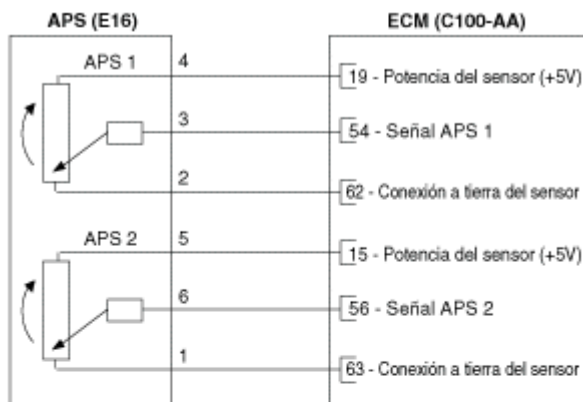 APS (E16) ECM (C100-AA)
APS 1 4 19 - Potencia del sensor (+5V)
3 54 - Señal APS 1
2 62 - Conexión a tierra del sensor
APS 2 5 15 - Potencia del sensor (+5V)
6 56 - Señal APS 2
1 63 - Conexión a tierra del sensor